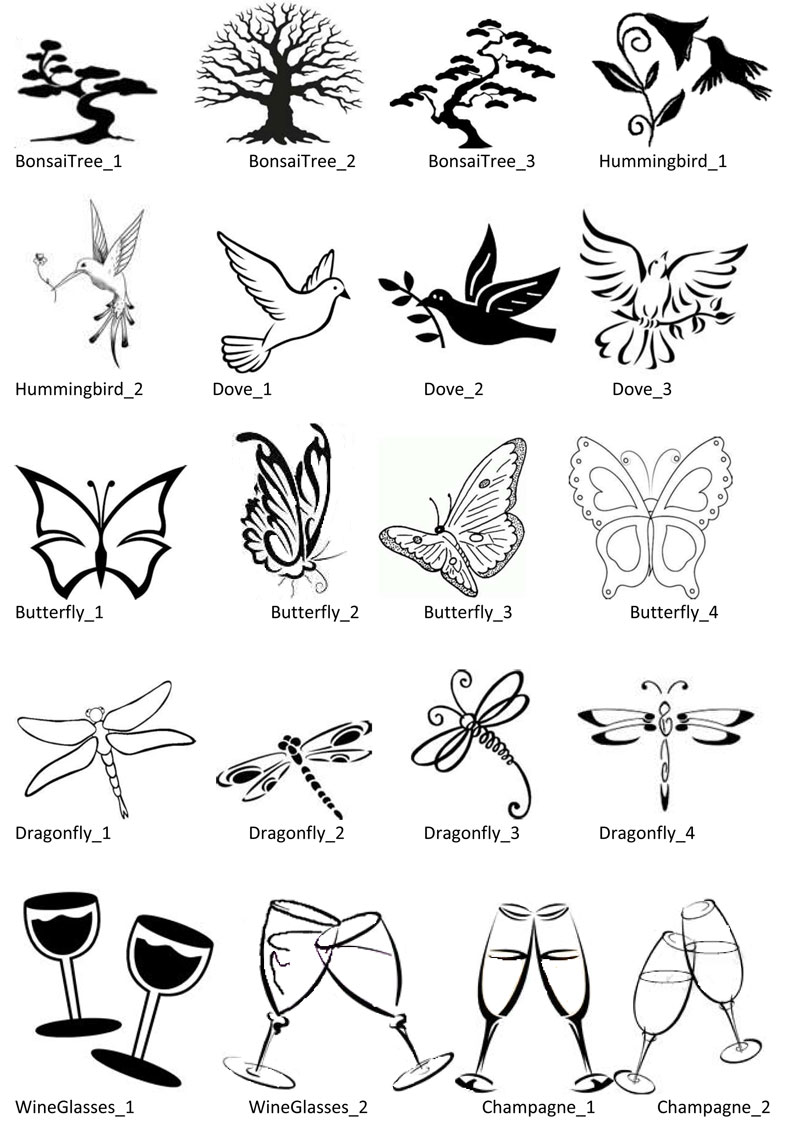 BonsaiTree_1 BonsaiTree_2 BonsaiTree_3 Hummingbird_1
Hummingbird_2 Dove_1 Dove_2 Dove_3
Butterfly_1 Butterfly_2 Butterfly_3 Butterfly_4
Dragonfly_1 Dragonfly_2 Dragonfly_3 Dragonfly_4
WineGlasses_1 WineGlasses_2 Champagne_1 Champagne_2